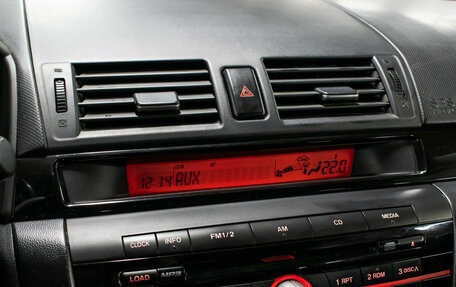 12:14 AUX 22.0
CLOCK INFO FM1/2 AM CD MEDIA
LOAD MP3 1 RPT 2 RDM 3 DISC